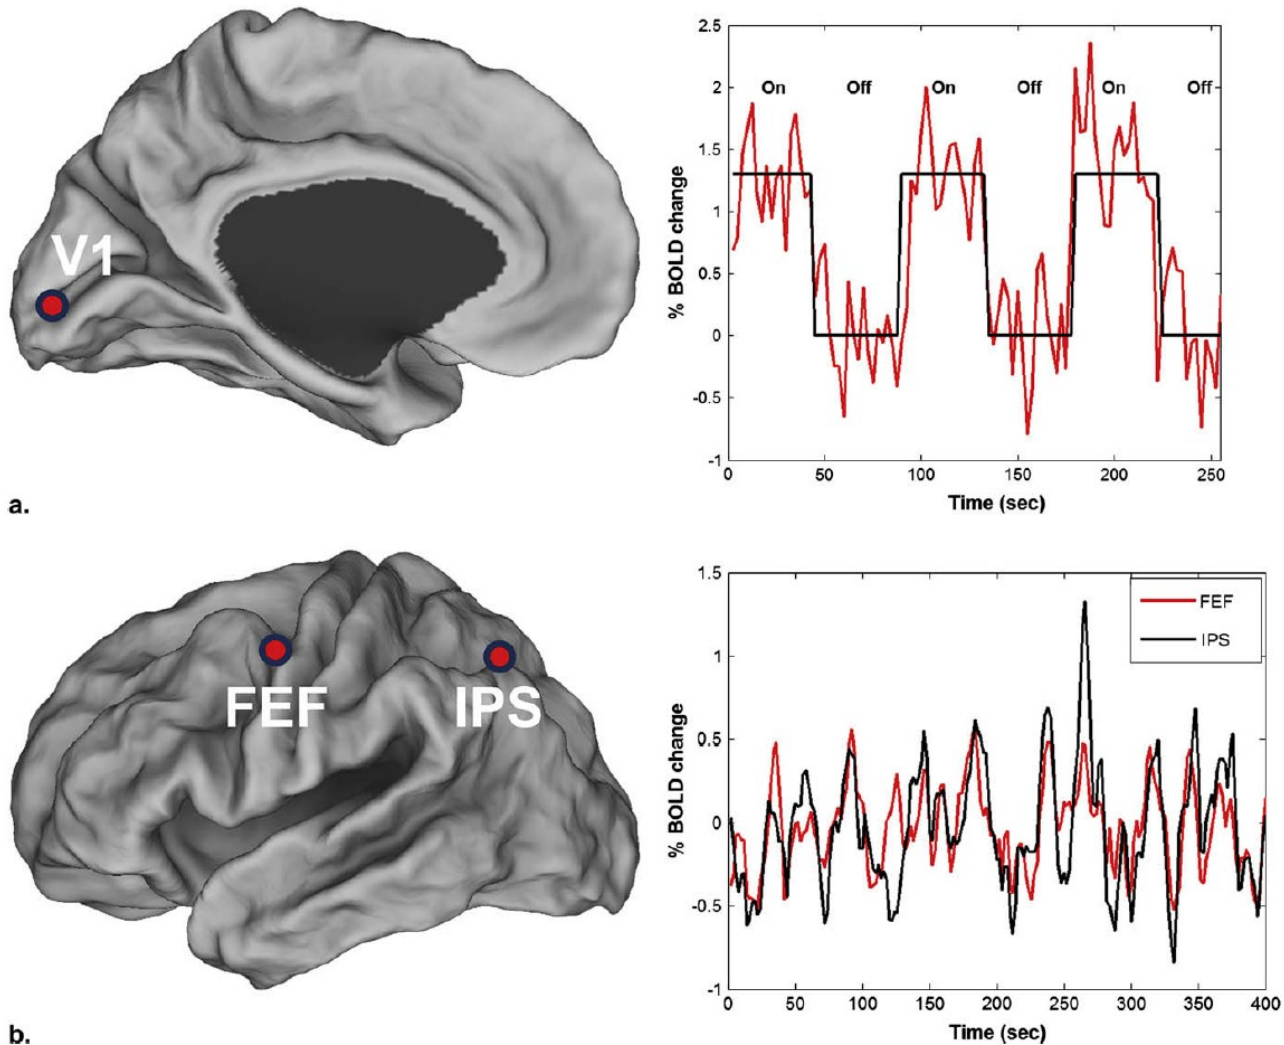 V1
2.5
2
1.5
1
0.5
0
-0.5
-1
% BOLD change
On Off On Off On Off
0 50 100 150 200 250
Time (sec)
a.
FEF IPS
1.5
1
0.5
0
-0.5
-1
% BOLD change
FEF
IPS
0 50 100 150 200 250 300 350 400
Time (sec)
b.